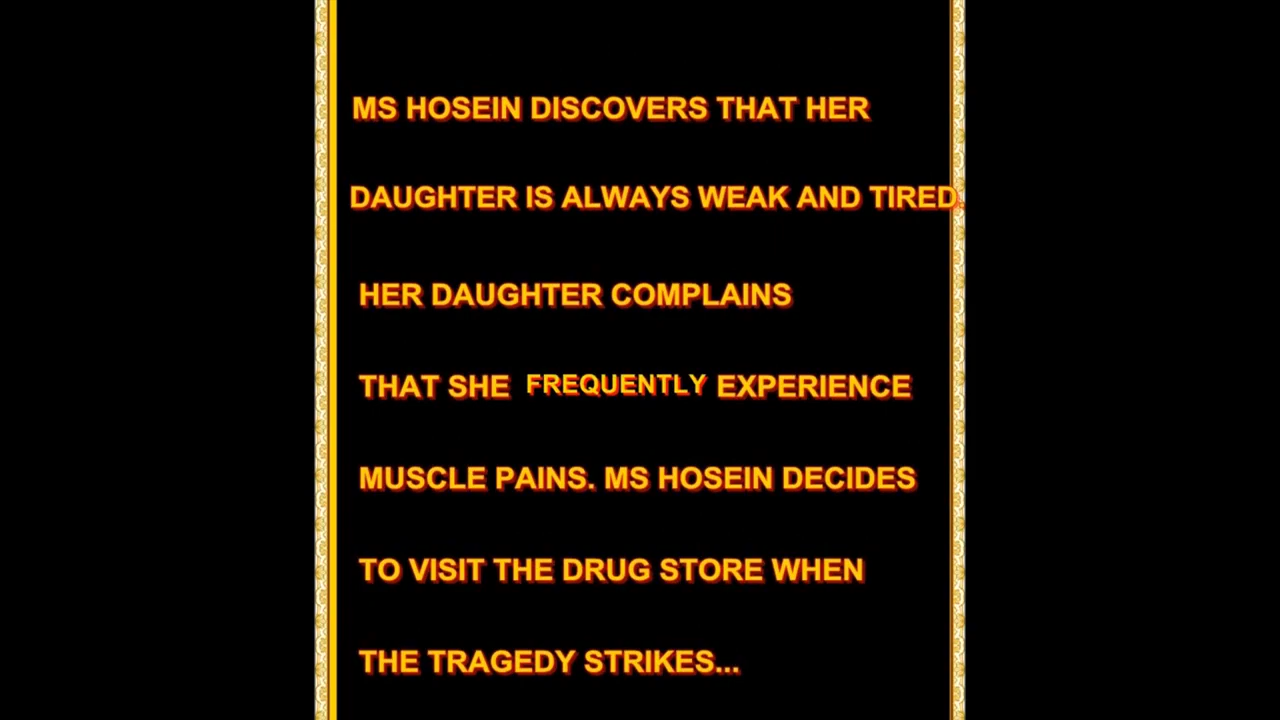 MS HOSEIN DISCOVERS THAT HER
DAUGHTER IS ALWAYS WEAK AND TIRED.
HER DAUGHTER COMPLAINS
THAT SHE FREQUENTLY EXPERIENCE
MUSCLE PAINS. MS HOSEIN DECIDES
TO VISIT THE DRUG STORE WHEN
THE TRAGEDY STRIKES...